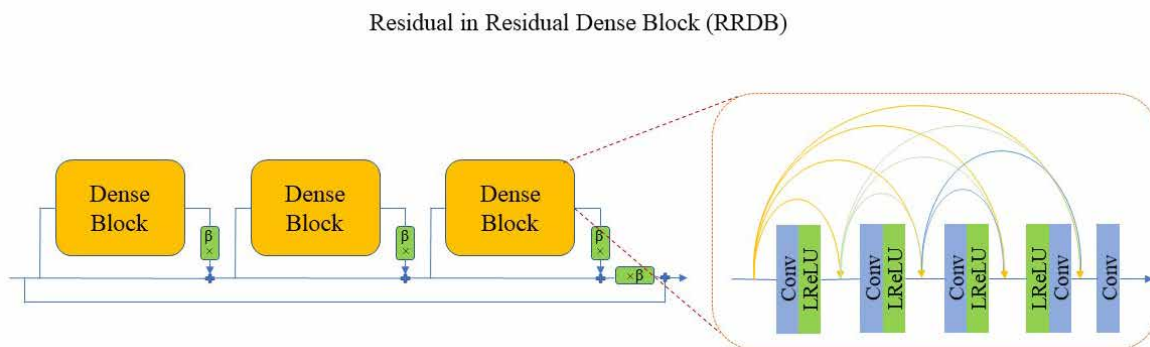 Residual in Residual Dense Block (RRDB)
Dense
Block
β
×
Dense
Block
β
×
Dense
Block
β
×
×β
Conv
LReLU
Conv
LReLU
Conv
LReLU
LReLU
Conv
Conv